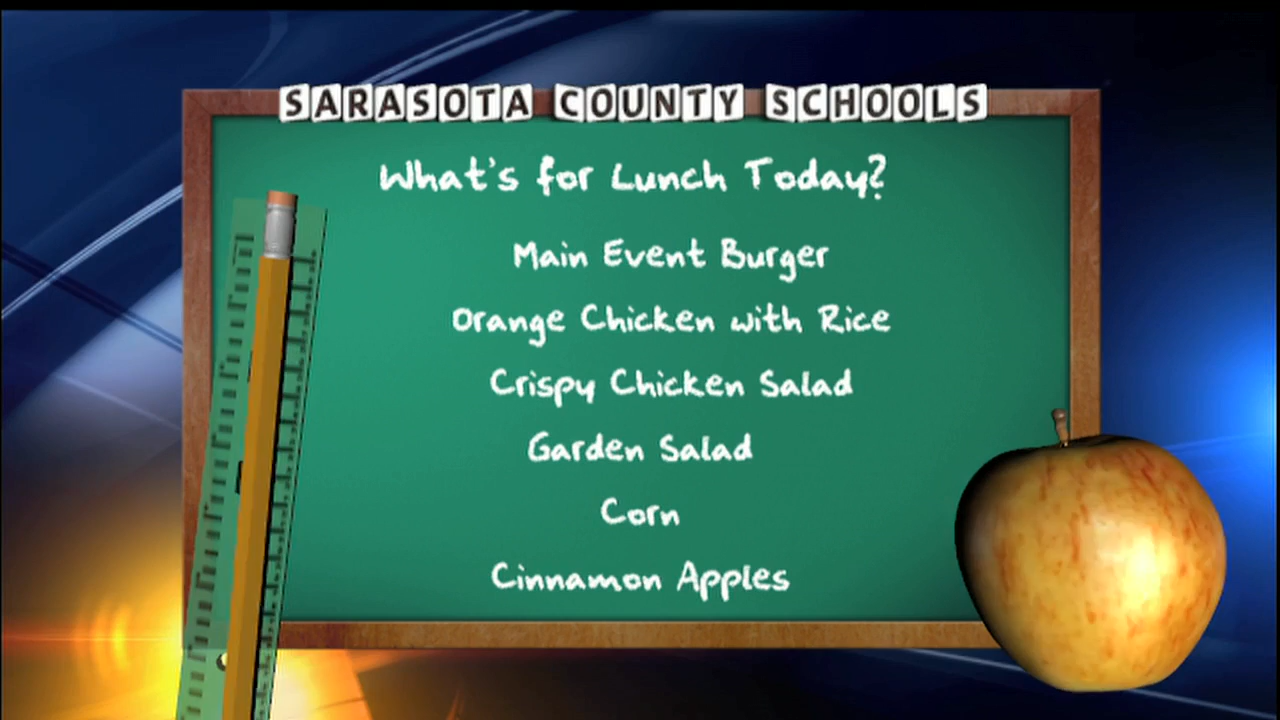 SARASOTA COUNTY SCHOOLS
What's for Lunch Today?
Main Event Burger
Orange Chicken with Rice
Crispy Chicken Salad
Garden Salad
Corn
Cinnamon Apples